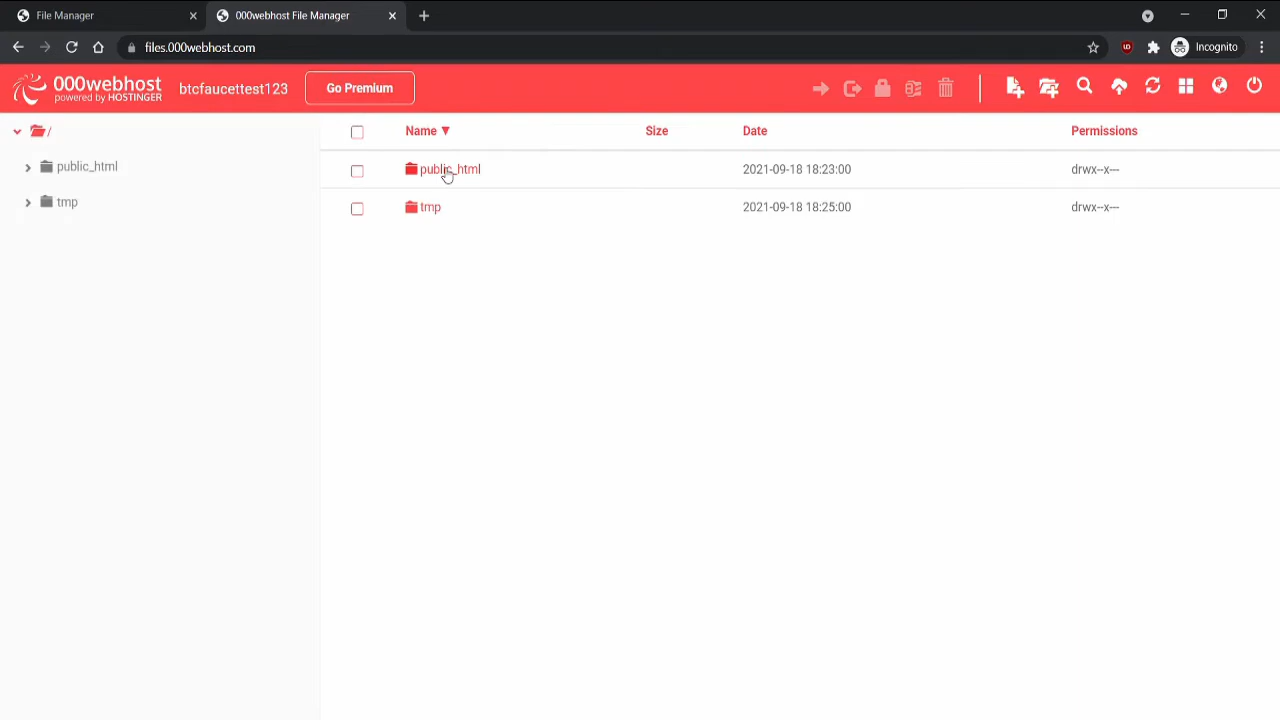 File Manager
000webhost File Manager
files.000webhost.com
Incognito
000webhost
powered by HOSTINGER
btcfaucettest123
Go Premium
/
public_html
tmp
Name ▼ Size Date Permissions
public_html 2021-09-18 18:23:00 drwx--x---
tmp 2021-09-18 18:25:00 drwx--x---